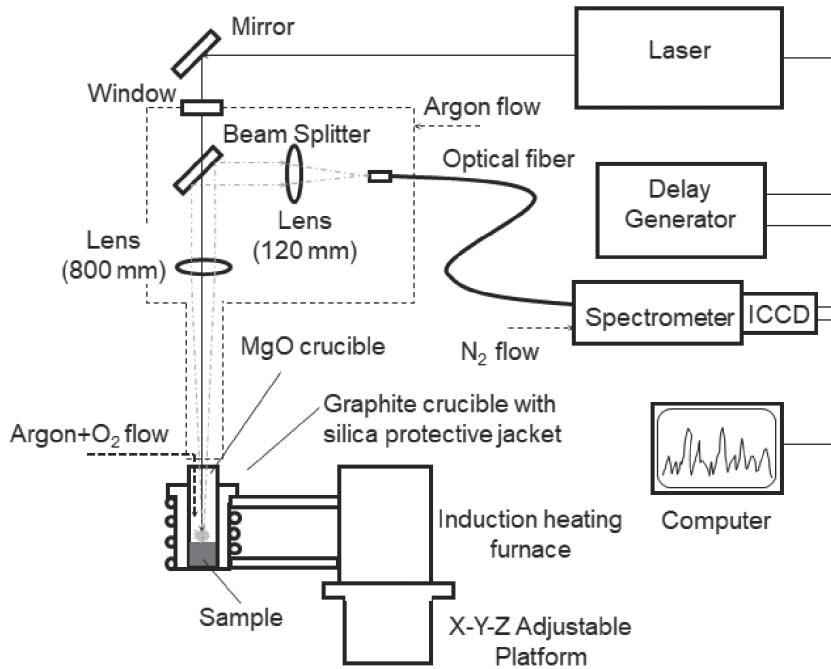 Mirror
Laser
Window
Argon flow
Beam Splitter
Optical fiber
Delay
Generator
Lens
(120 mm)
Lens
(800 mm)
Spectrometer
ICCD
N2 flow
MgO crucible
Graphite crucible with
silica protective jacket
Argon+O2 flow
Computer
Induction heating
furnace
Sample
X-Y-Z Adjustable
Platform